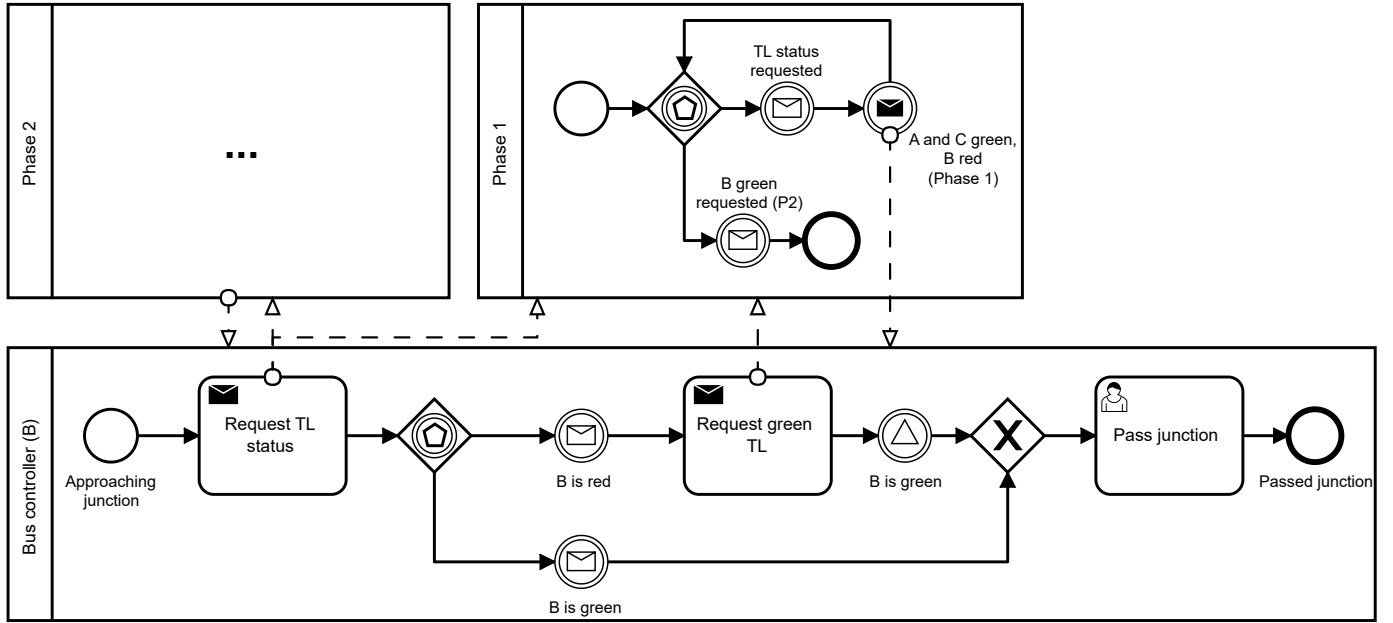 Phase 2
...
Phase 1
TL status
requested
A and C green,
B red
(Phase 1)
B green
requested (P2)
Bus controller (B)
Approaching
junction
Request TL
status
B is red
Request green
TL
B is green
Pass junction
Passed junction
B is green